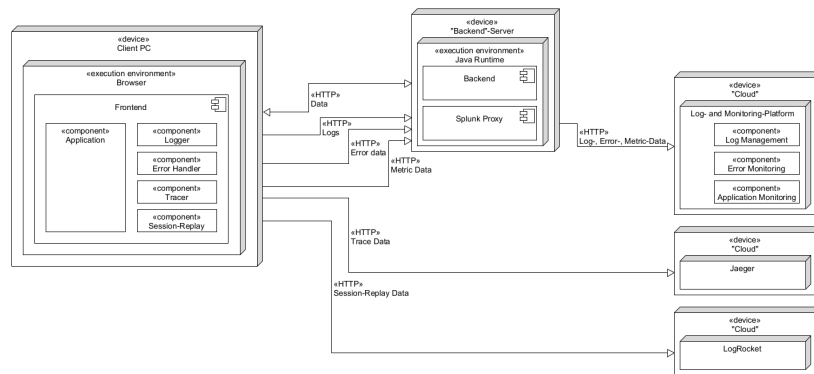 «device»
Client PC
«execution environment»
Browser
Frontend
«component»
Application
«component»
Logger
«component»
Error Handler
«component»
Tracer
«component»
Session-Replay
«HTTP»
Data
«HTTP»
Logs
«HTTP»
Error data
«HTTP»
Metric Data
«HTTP»
Trace Data
«HTTP»
Session-Replay Data
«device»
"Backend"-Server
«execution environment»
Java Runtime
Backend
Splunk Proxy
«HTTP»
Log-, Error-, Metric-Data
«device»
"Cloud"
Log- and Monitoring-Platform
«component»
Log Management
«component»
Error Monitoring
«component»
Application Monitoring
«device»
"Cloud"
Jaeger
«device»
"Cloud"
LogRocket